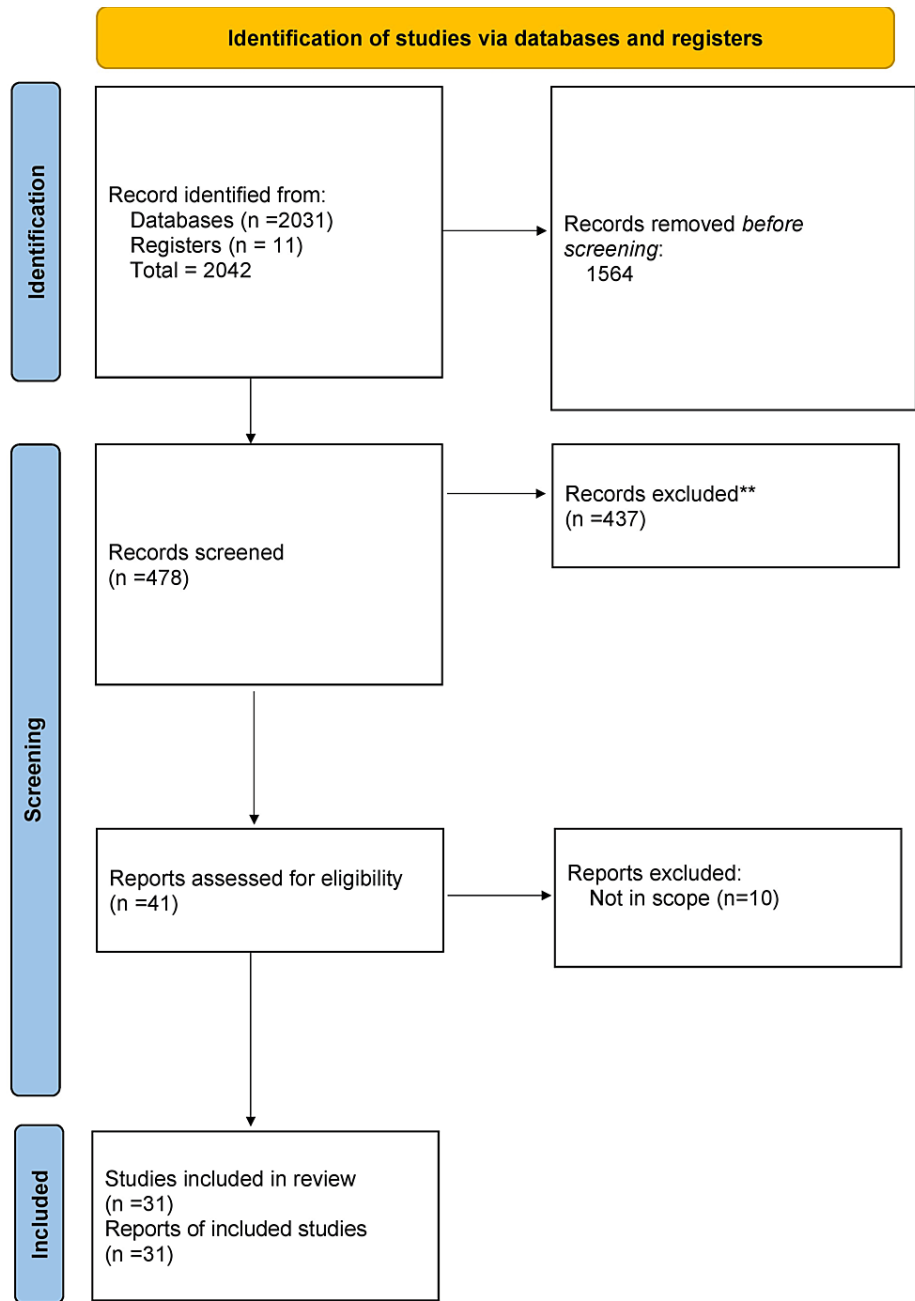 Identification of studies via databases and registers
Identification
Record identified from:
Databases (n =2031)
Registers (n = 11)
Total = 2042
Records removed before
screening:
1564
Screening
Records screened
(n =478)
Records excluded**
(n =437)
Reports assessed for eligibility
(n =41)
Reports excluded:
Not in scope (n=10)
Included
Studies included in review
(n =31)
Reports of included studies
(n =31)